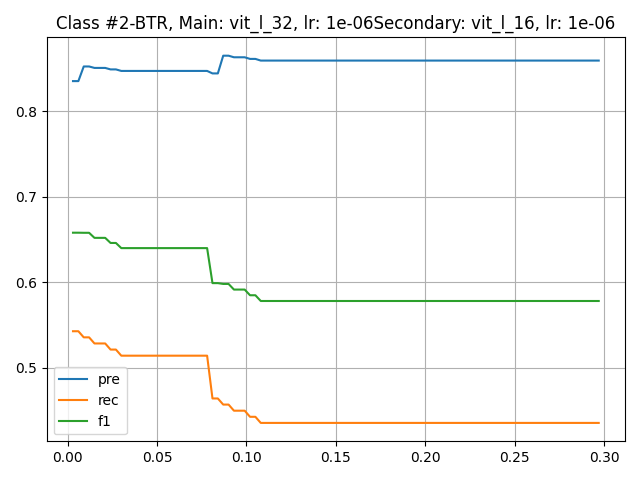 Class #2-BTR, Main: vit_l_32, lr: 1e-06Secondary: vit_l_16, lr: 1e-06
0.8
0.7
0.6
0.5
pre
rec
f1
0.00 0.05 0.10 0.15 0.20 0.25 0.30